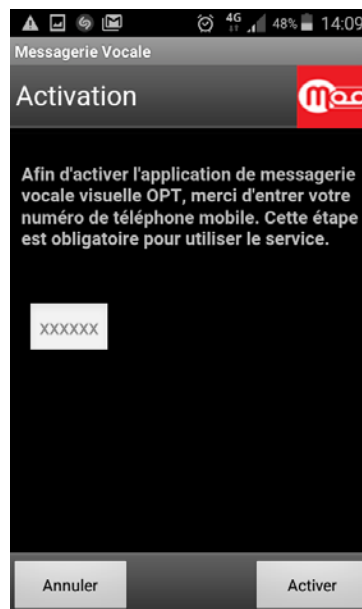 4G 48% 14:09
Messagerie Vocale
Activation
Afin d'activer l'application de messagerie
vocale visuelle OPT, merci d'entrer votre
numéro de téléphone mobile. Cette étape
est obligatoire pour utiliser le service.
xxxxxx
Annuler Activer